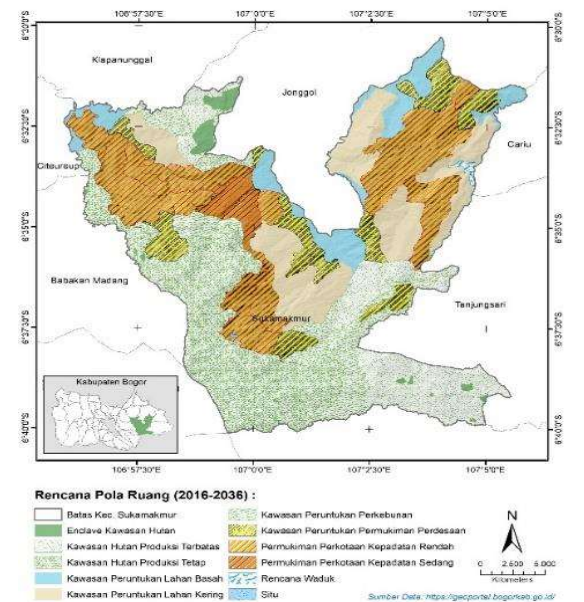 106°57'30"E 107°0'0"E 107°2'30"E 107°5'0"E
6°30'0"S
6°30'0"S
Klapanunggal
Jonggol
6°32'30"S
6°32'30"S
Cariu
Citeureup
6°35'0"S
6°35'0"S
Babakan Madang
Tanjungsari
Sukamakmur
6°37'30"S
6°37'30"S
Kabupaten Bogor
6°40'0"S
6°40'0"S
106°57'30"E 107°0'0"E 107°2'30"E 107°5'0"E
Rencana Pola Ruang (2016-2036) :
Batas Kec. Sukamakmur
Enclave Kawasan Hutan
Kawasan Hutan Produksi Terbatas
Kawasan Hutan Produksi Tetap
Kawasan Peruntukan Lahan Basah
Kawasan Peruntukan Lahan Kering
Kawasan Peruntukan Perkebunan
Kawasan Peruntukan Permukiman Perdesaan
Permukiman Perkotaan Kepadatan Rendah
Permukiman Perkotaan Kepadatan Sedang
Rencana Waduk
Situ
N
0 2.500 5.000
Kilometers
Sumber Data: https://geoportal.bogorkab.go.id/